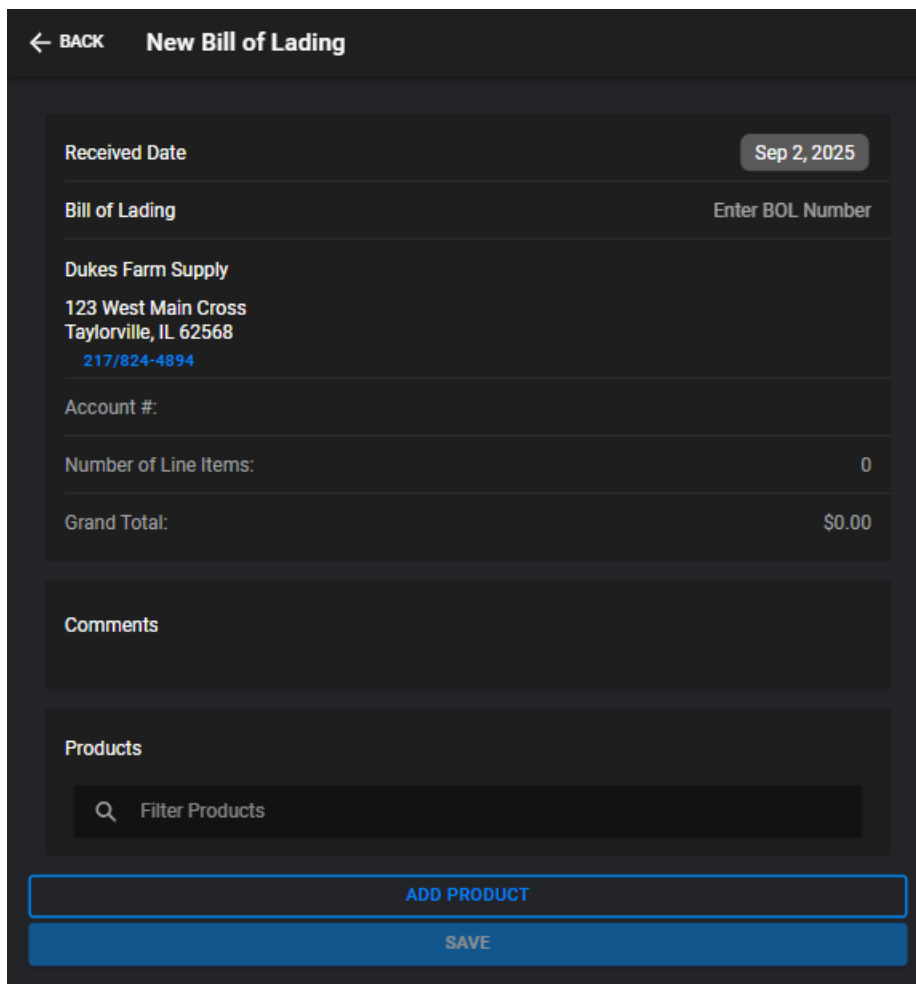 BACK New Bill of Lading
Received Date Sep 2, 2025
Bill of Lading Enter BOL Number
Dukes Farm Supply
123 West Main Cross
Taylorville, IL 62568
217/824-4894
Account #:
Number of Line Items: 0
Grand Total: $0.00
Comments
Products
Filter Products
ADD PRODUCT
SAVE